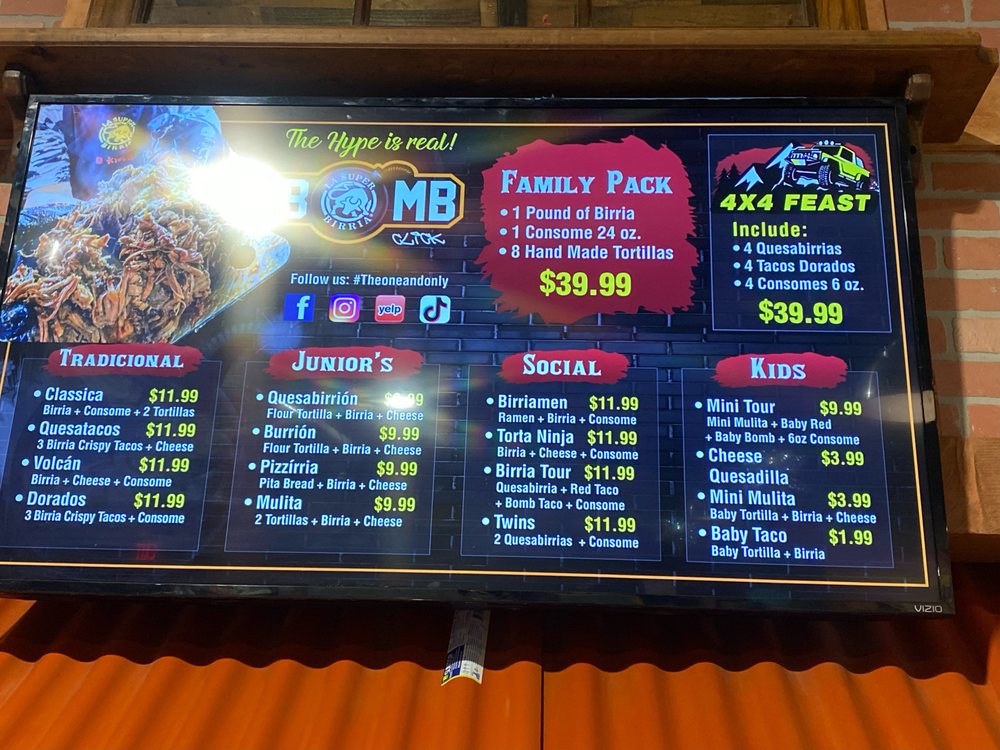 The Hype is real!
LA SUPER
BIRRIA
MB
CLICK
Follow us: #Theoneandonly
yelp
FAMILY PACK
• 1 Pound of Birria
• 1 Consome 24 oz.
• 8 Hand Made Tortillas
$39.99
4X4 FEAST
Include:
• 4 Quesabirrias
• 4 Tacos Dorados
• 4 Consomes 6 oz.
$39.99
TRADICIONAL
• Classica $11.99
Birria + Consome + 2 Tortillas
• Quesatacos $11.99
3 Birria Crispy Tacos + Cheese
• Volcán $11.99
Birria + Cheese + Consome
• Dorados $11.99
3 Birria Crispy Tacos + Consome
JUNIOR'S
• Quesabirrión
Flour Tortilla + Birria + Cheese
• Burrión $9.99
Flour Tortilla + Birria + Cheese
• Pizzírria $9.99
Pita Bread + Birria + Cheese
• Mulita $9.99
2 Tortillas + Birria + Cheese
SOCIAL
• Birriamen $11.99
Ramen + Birria + Consome
• Torta Ninja $11.99
Birria + Cheese + Consome
• Birria Tour $11.99
Quesabirria + Red Taco
+ Bomb Taco + Consome
• Twins $11.99
2 Quesabirrias + Consome
KIDS
• Mini Tour $9.99
Mini Mulita + Baby Red
+ Baby Bomb + 6oz Consome
• Cheese $3.99
Quesadilla
• Mini Mulita $3.99
Baby Tortilla + Birria + Cheese
• Baby Taco $1.99
Baby Tortilla + Birria
VIZIO